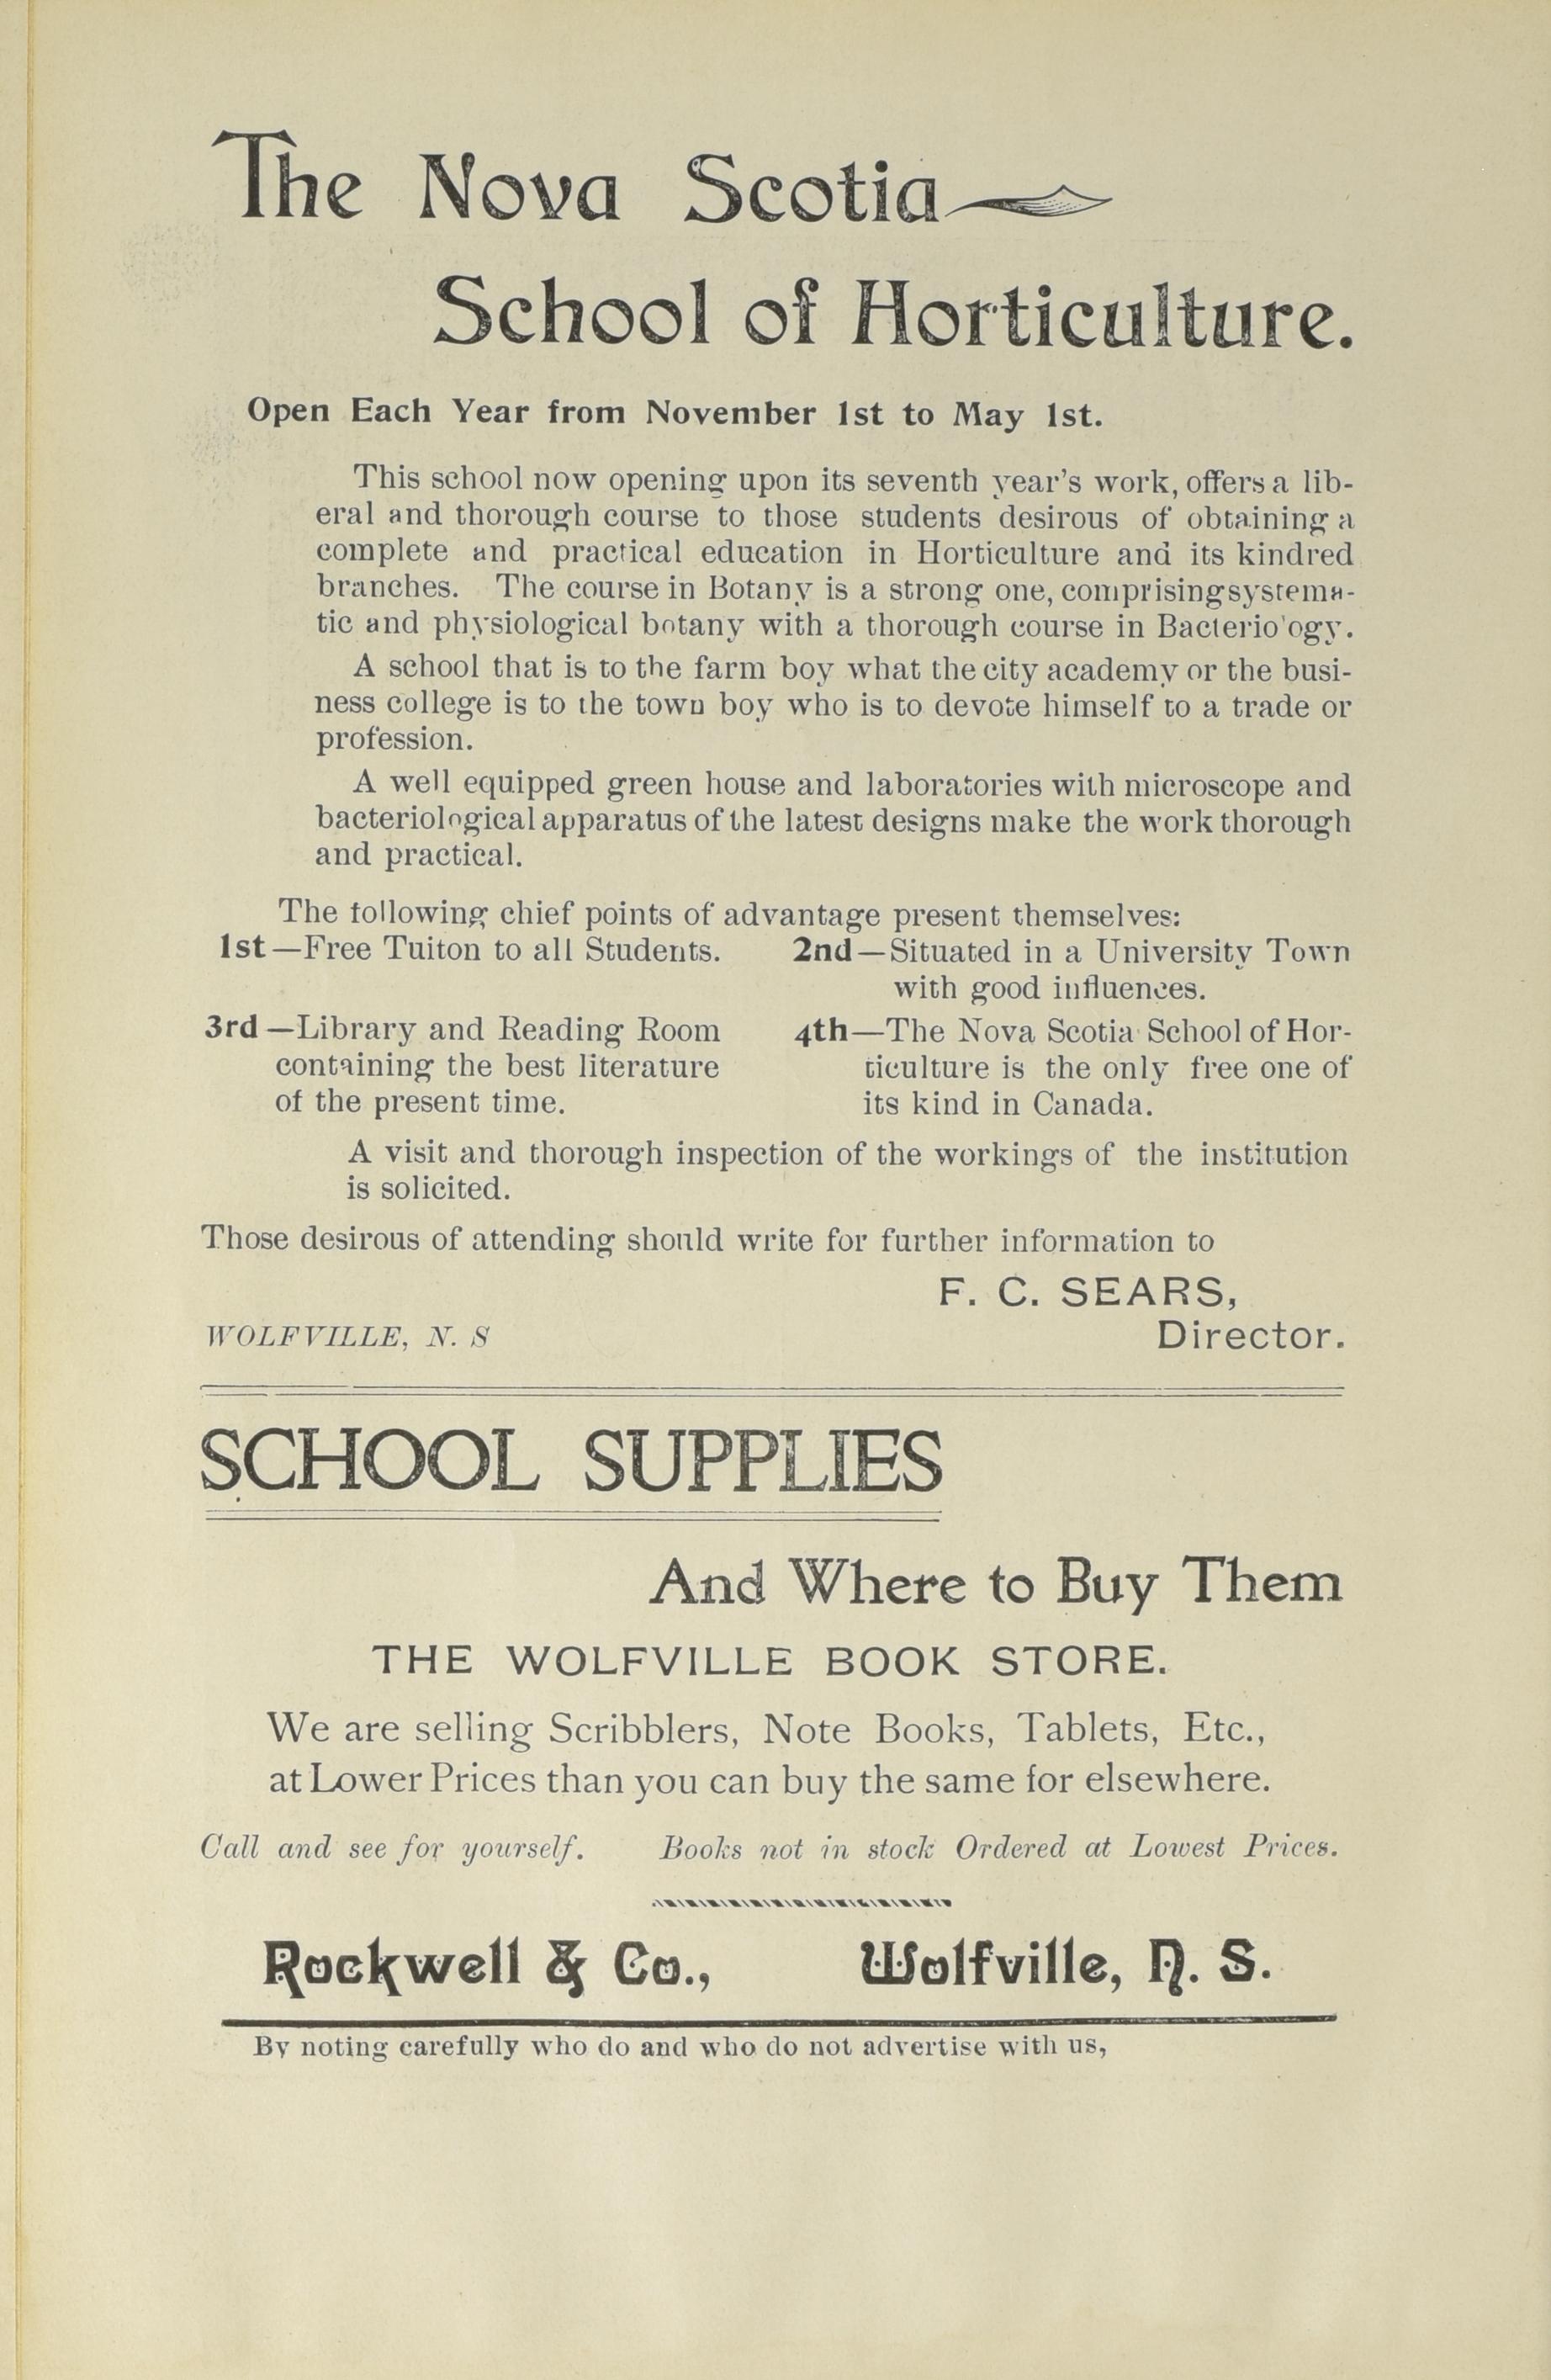 The Nova Scotia
School of Horticulture.
Open Each Year from November 1st to May 1st.
This school now opening upon its seventh year's work, offers a lib-
eral and thorough course to those students desirous of obtaining a
complete and practical education in Horticulture and its kindred
branches. The course in Botany is a strong one, comprising systema-
tic and physiological botany with a thorough course in Bacteriology.
A school that is to the farm boy what the city academy or the busi-
ness college is to the town boy who is to devote himself to a trade or
profession.
A well equipped green house and laboratories with microscope and
bacteriological apparatus of the latest designs make the work thorough
and practical.
The following chief points of advantage present themselves:
1st—Free Tuiton to all Students.
2nd—Situated in a University Town
with good influences.
3rd—Library and Reading Room
containing the best literature
of the present time.
4th—The Nova Scotia School of Hor-
ticulture is the only free one of
its kind in Canada.
A visit and thorough inspection of the workings of the institution
is solicited.
Those desirous of attending should write for further information to
F. C. SEARS,
WOLFVILLE, N. S
Director.
SCHOOL SUPPLIES
And Where to Buy Them
THE WOLFVILLE BOOK STORE.
We are selling Scribblers, Note Books, Tablets, Etc.,
at Lower Prices than you can buy the same for elsewhere.
Call and see for yourself. Books not in stock Ordered at Lowest Prices.
Rockwell & Co., Wolfville, N. S.
By noting carefully who do and who do not advertise with us,